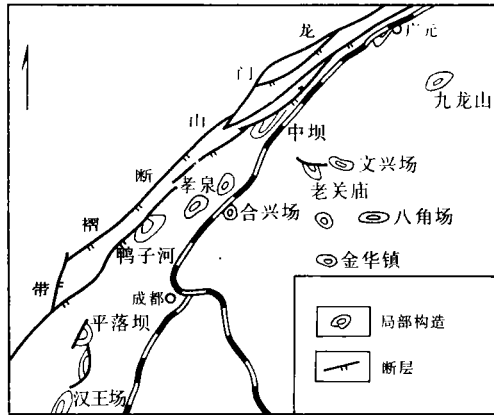 龙
门
山
断
褶
带
广元
九龙山
中坝
文兴场
老关庙
孝泉
合兴场
八角场
鸭子河
金华镇
成都
平落坝
汉王场
局部构造
断层